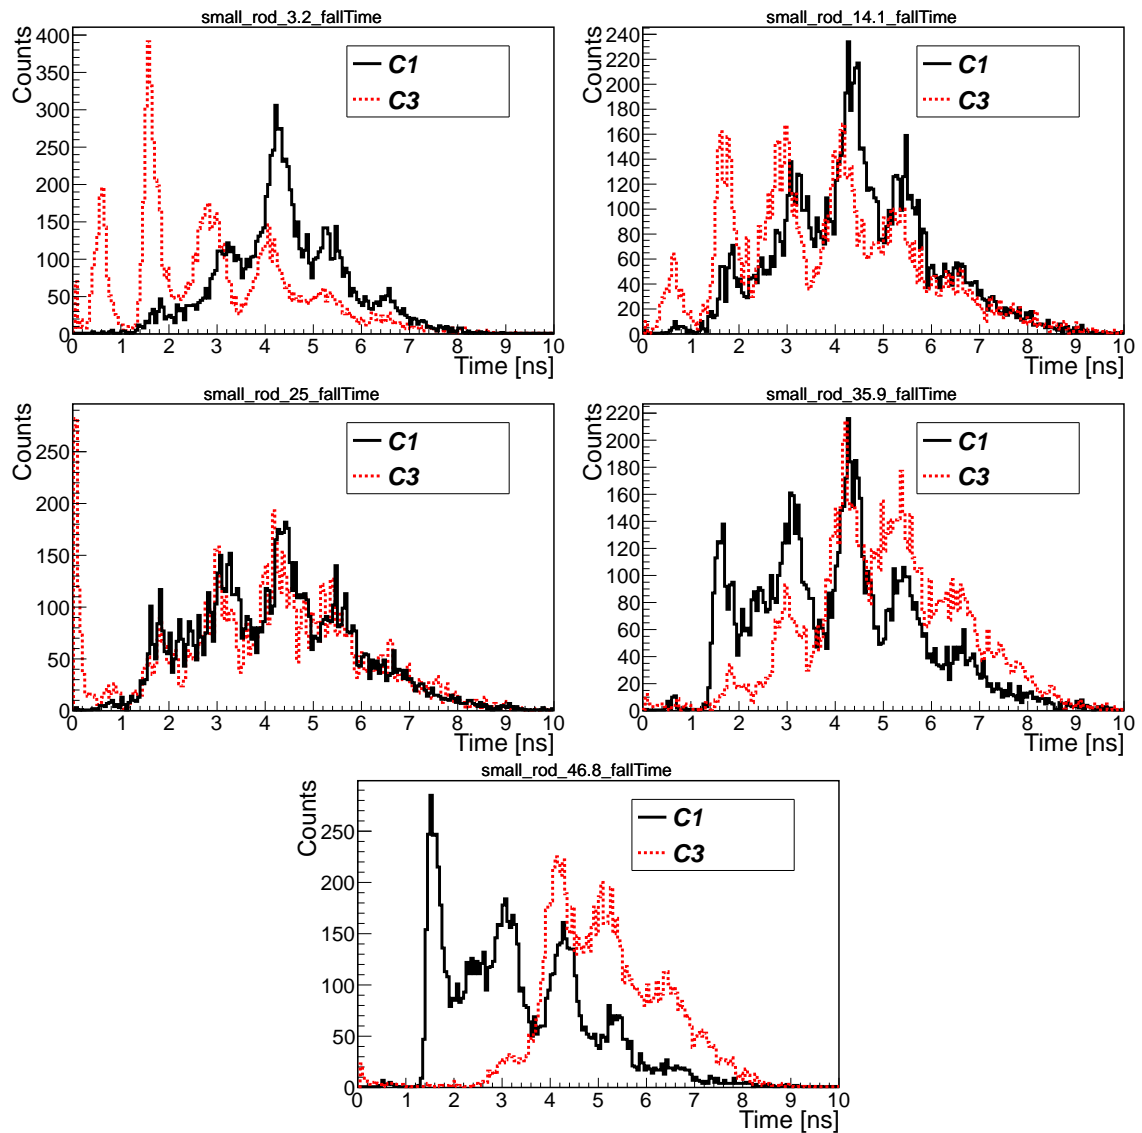 small_rod_3.2_fallTime
Counts
400
350
300
250
200
150
100
50
0
C1
C3
0 1 2 3 4 5 6 7 8 9 10
Time [ns]
small_rod_14.1_fallTime
Counts
240
220
200
180
160
140
120
100
80
60
40
20
0
C1
C3
0 1 2 3 4 5 6 7 8 9 10
Time [ns]
small_rod_25_fallTime
Counts
250
200
150
100
50
0
C1
C3
0 1 2 3 4 5 6 7 8 9 10
Time [ns]
small_rod_35.9_fallTime
Counts
220
200
180
160
140
120
100
80
60
40
20
0
C1
C3
0 1 2 3 4 5 6 7 8 9 10
Time [ns]
small_rod_46.8_fallTime
Counts
250
200
150
100
50
0
C1
C3
0 1 2 3 4 5 6 7 8 9 10
Time [ns]